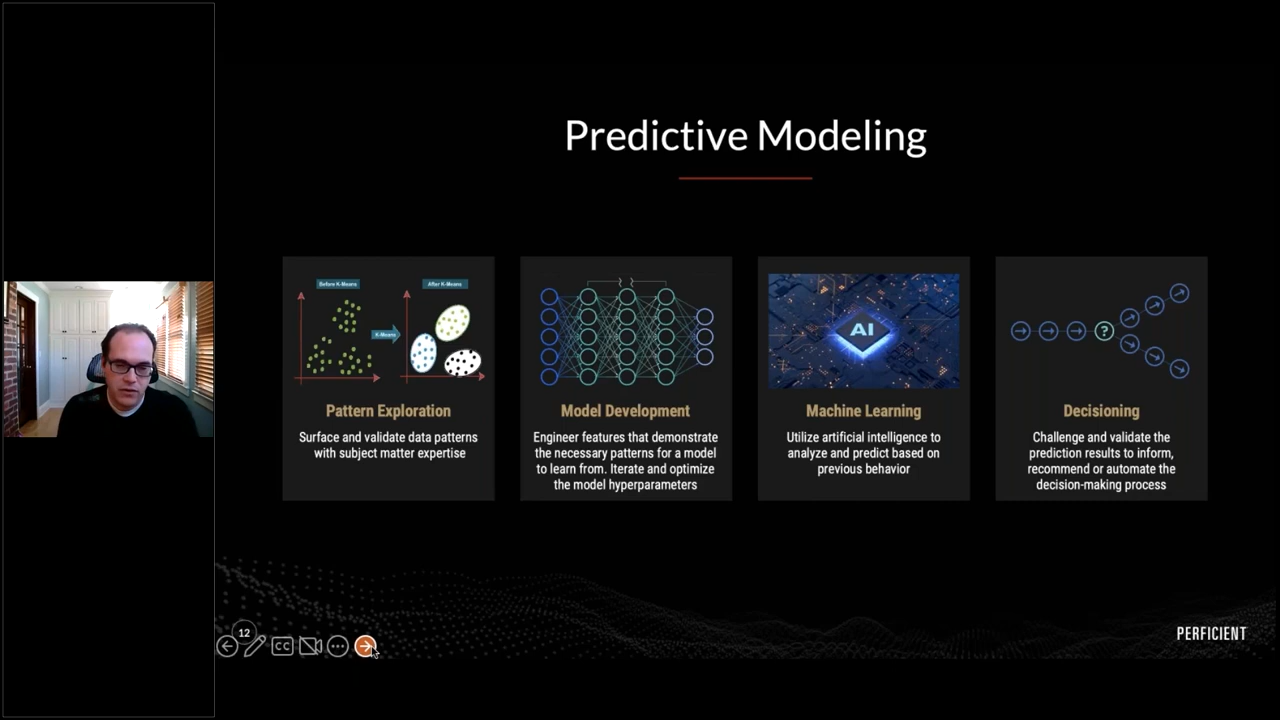 Predictive Modeling
Before K-Means
After K-Means
K-Means
Pattern Exploration
Surface and validate data patterns
with subject matter expertise
Model Development
Engineer features that demonstrate
the necessary patterns for a model
to learn from. Iterate and optimize
the model hyperparameters
AI
Machine Learning
Utilize artificial intelligence to
analyze and predict based on
previous behavior
?
Decisioning
Challenge and validate the
prediction results to inform,
recommend or automate the
decision-making process
12
CC
PERFICIENT